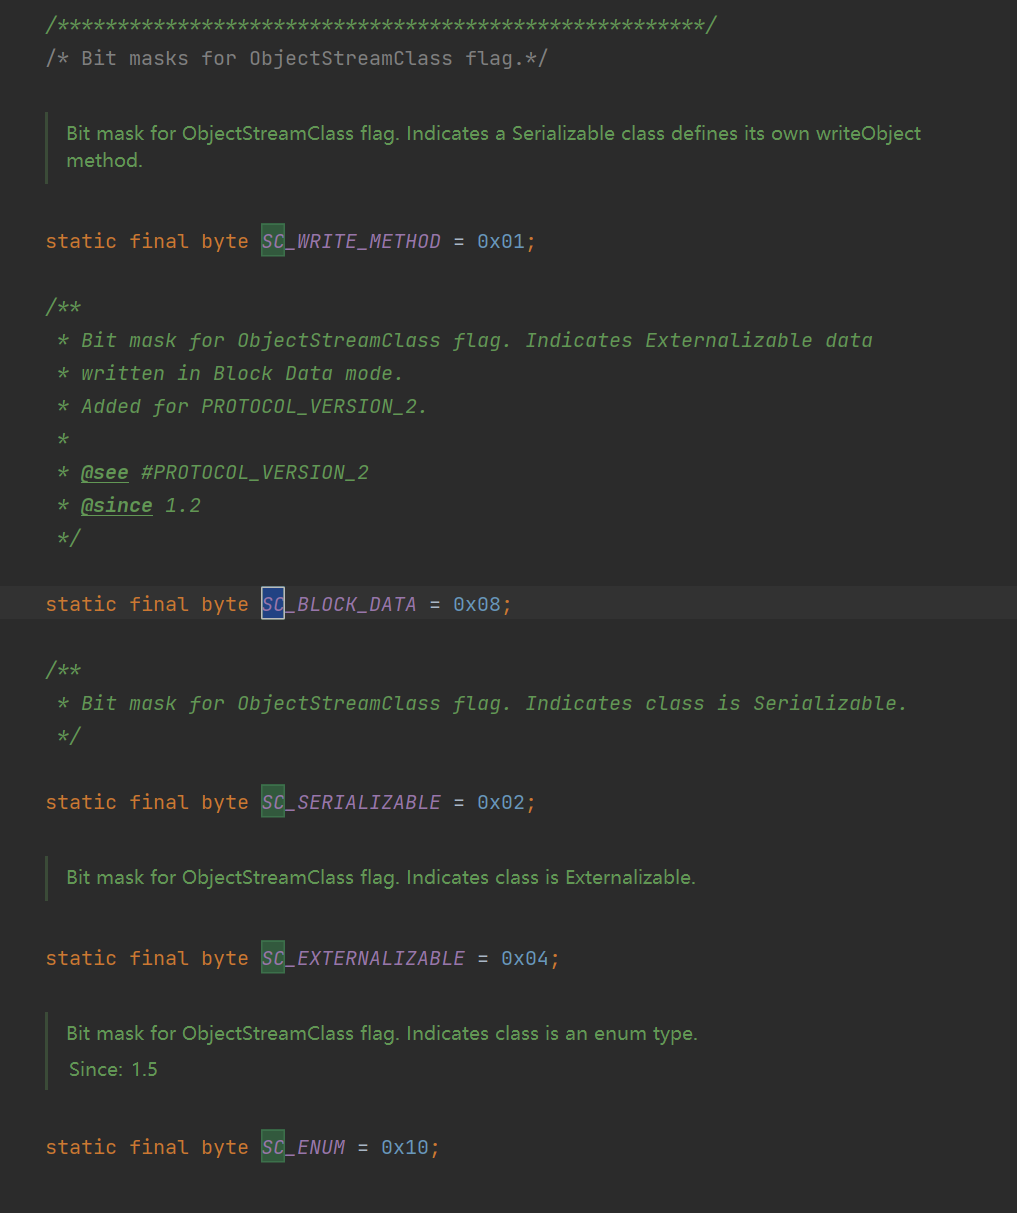 /******************************************************/
/* Bit masks for ObjectStreamClass flag.*/
Bit mask for ObjectStreamClass flag. Indicates a Serializable class defines its own writeObject
method.
static final byte SC_WRITE_METHOD = 0x01;
/**
* Bit mask for ObjectStreamClass flag. Indicates Externalizable data
* written in Block Data mode.
* Added for PROTOCOL_VERSION_2.
*
* @see #PROTOCOL_VERSION_2
* @since 1.2
*/
static final byte SC_BLOCK_DATA = 0x08;
/**
* Bit mask for ObjectStreamClass flag. Indicates class is Serializable.
*/
static final byte SC_SERIALIZABLE = 0x02;
Bit mask for ObjectStreamClass flag. Indicates class is Externalizable.
static final byte SC_EXTERNALIZABLE = 0x04;
Bit mask for ObjectStreamClass flag. Indicates class is an enum type.
Since: 1.5
static final byte SC_ENUM = 0x10;